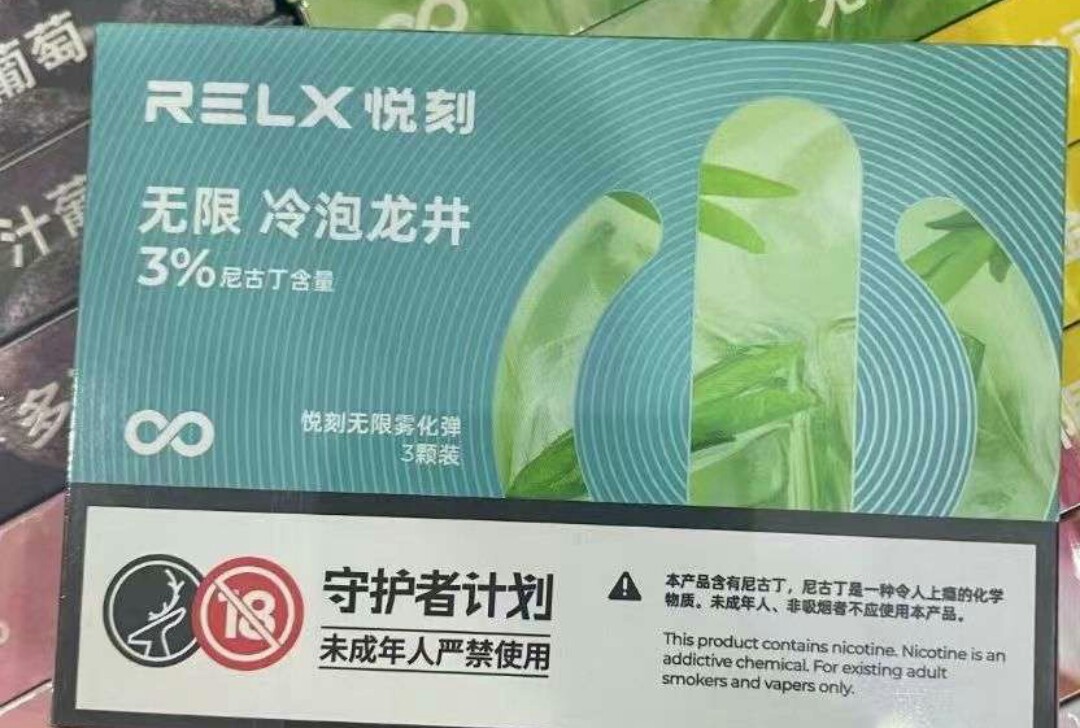 RELX 悦刻
无限 冷泡龙井
3%尼古丁含量
悦刻无限雾化弹
3颗装
18
守护者计划
未成年人严禁使用
本产品含有尼古丁，尼古丁是一种令人上瘾的化学
物质。未成年人、非吸烟者不应使用本产品。
This product contains nicotine. Nicotine is an
addictive chemical. For existing adult
smokers and vapers only.
葡萄
汁葡
多